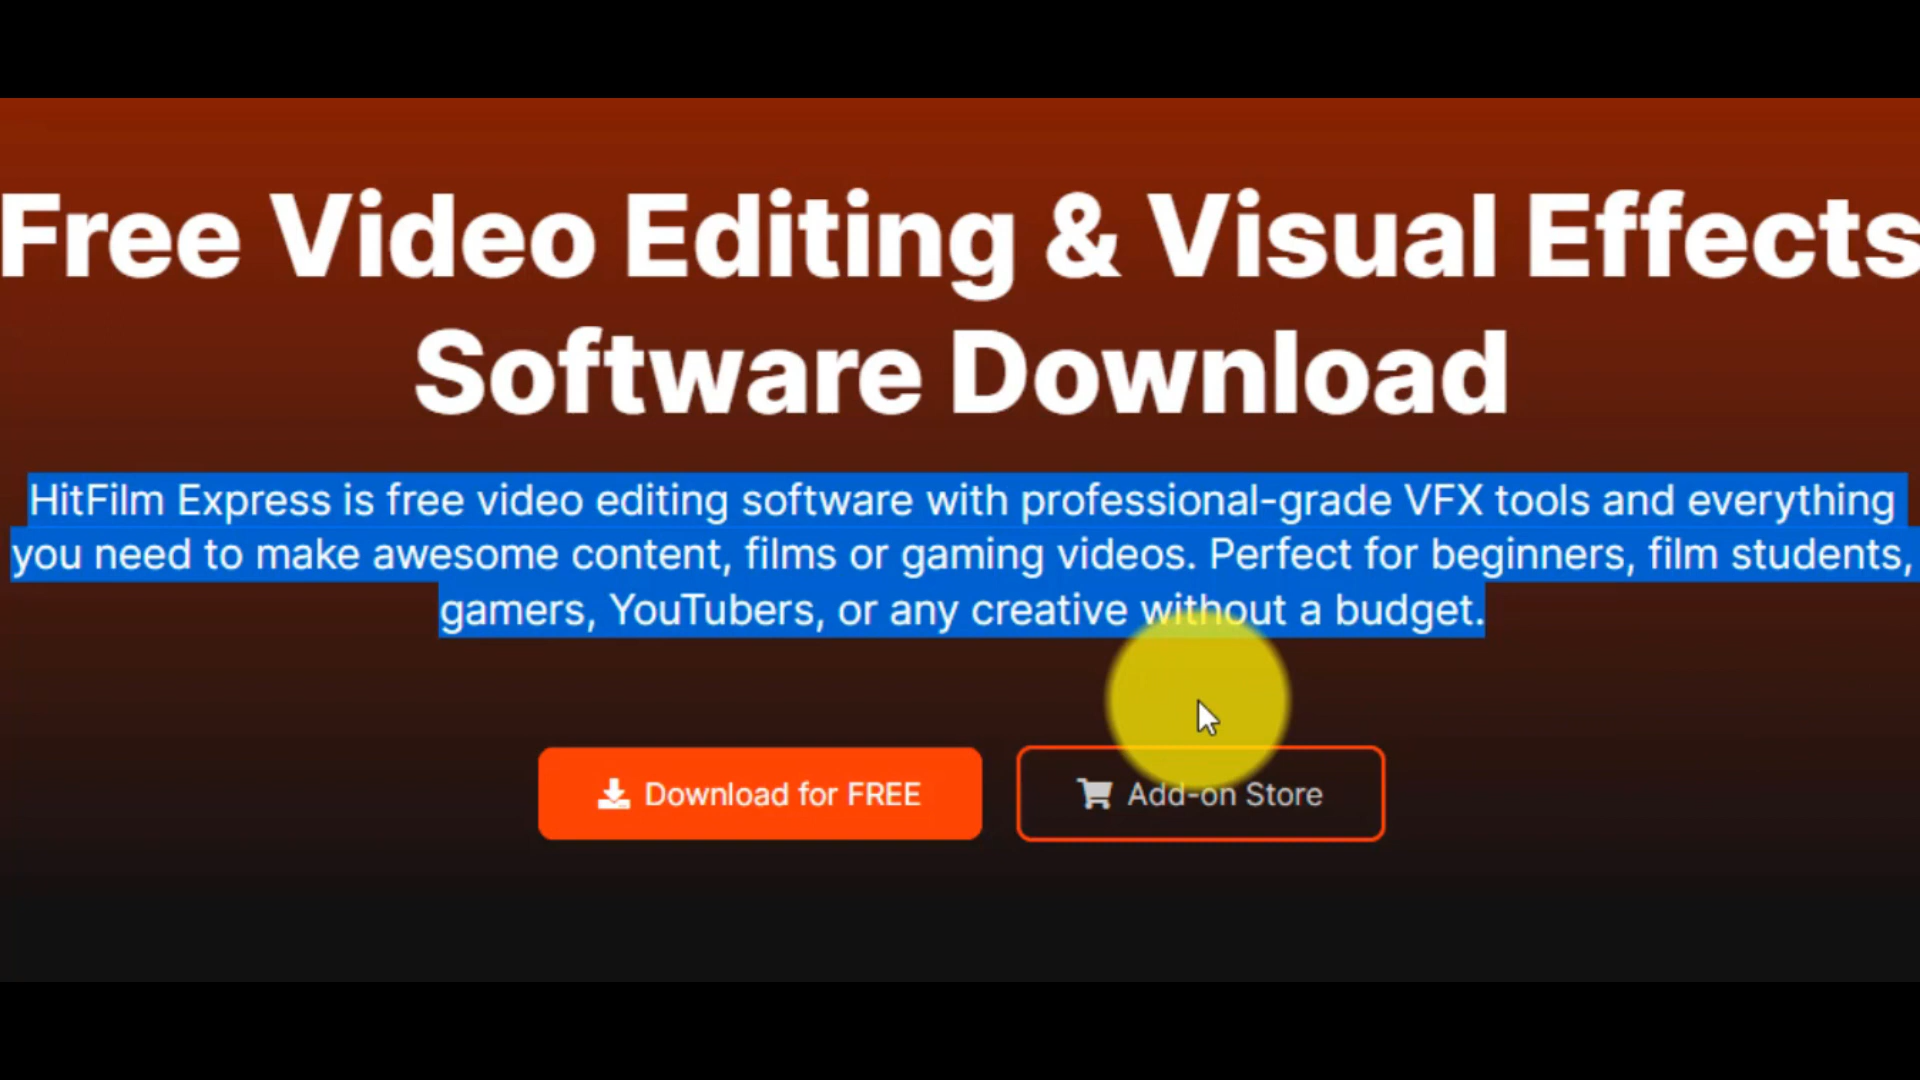 Free Video Editing & Visual Effects
Software Download
HitFilm Express is free video editing software with professional-grade VFX tools and everything
you need to make awesome content, films or gaming videos. Perfect for beginners, film students,
gamers, YouTubers, or any creative without a budget.
Download for FREE
Add-on Store